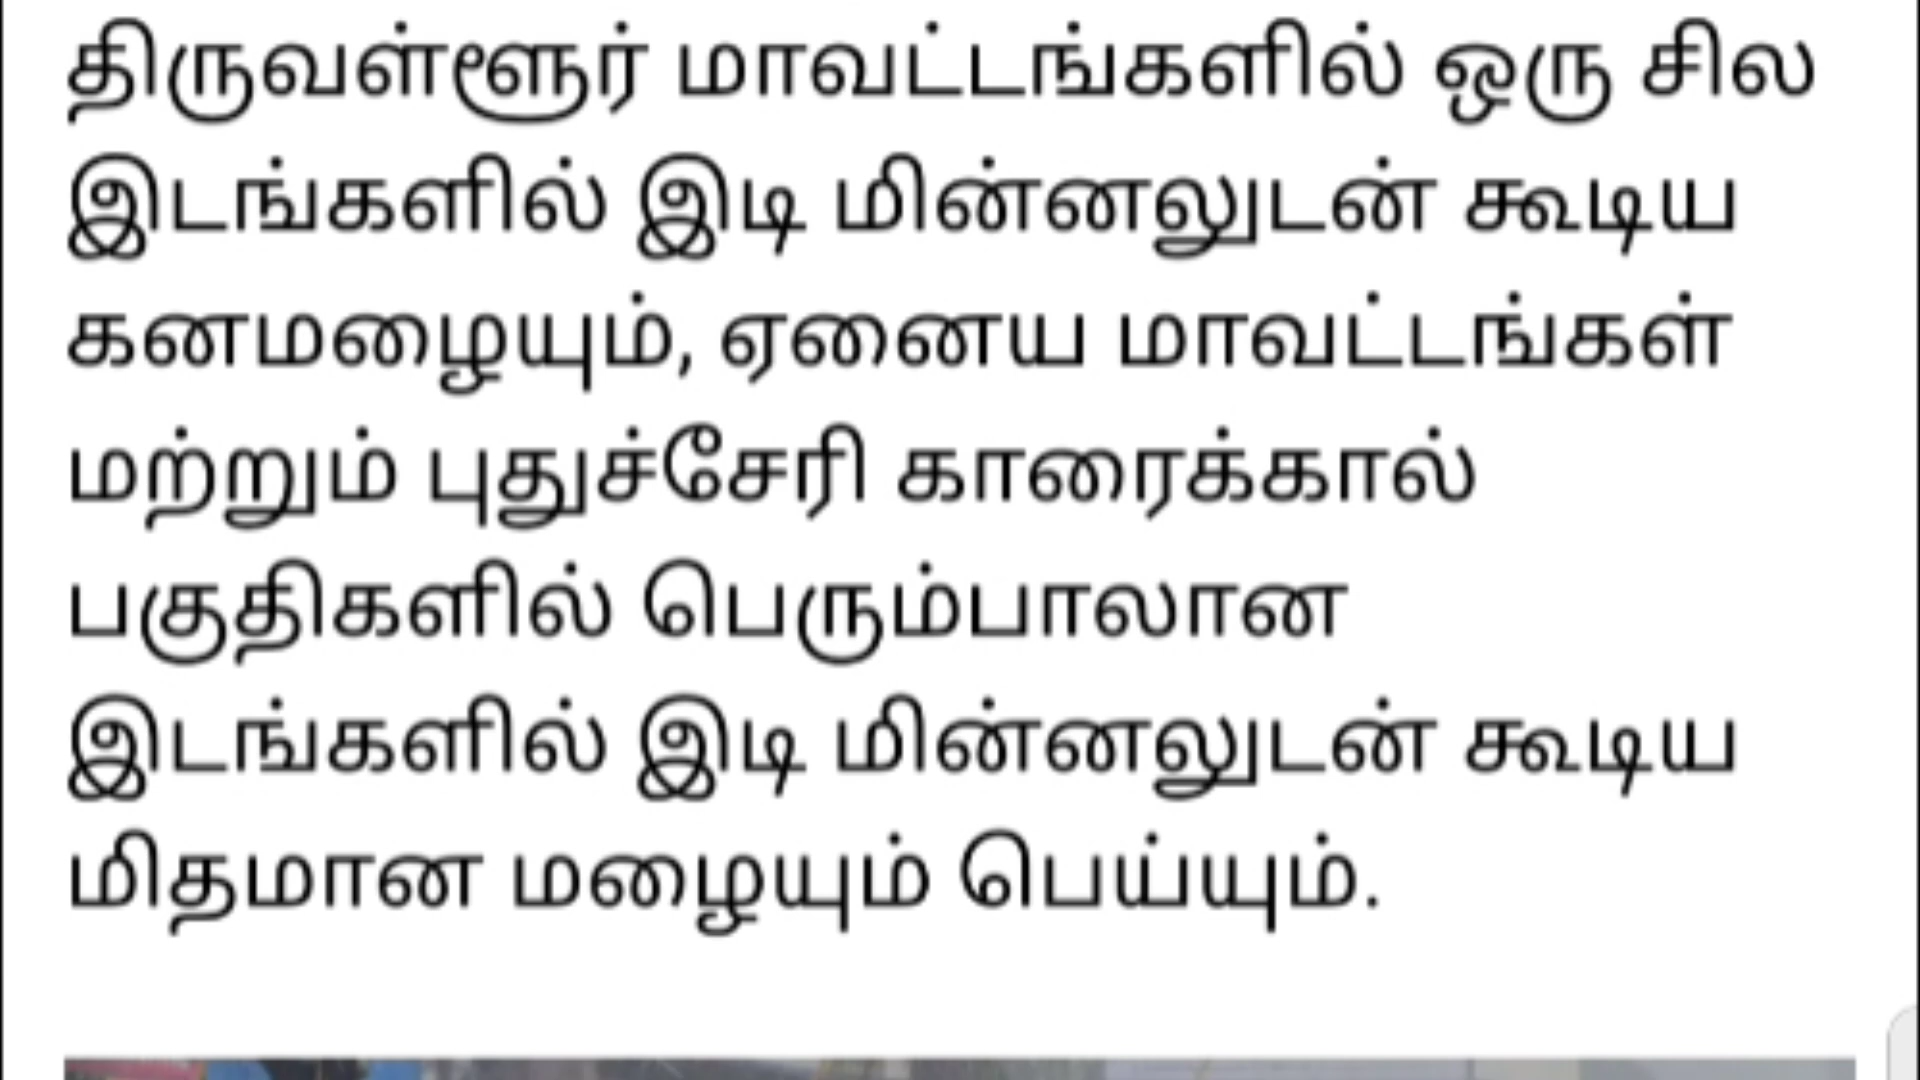 திருவள்ளூர் மாவட்டங்களில் ஒரு சில
இடங்களில் இடி மின்னலுடன் கூடிய
கனமழையும், ஏனைய மாவட்டங்கள்
மற்றும் புதுச்சேரி காரைக்கால்
பகுதிகளில் பெரும்பாலான
இடங்களில் இடி மின்னலுடன் கூடிய
மிதமான மழையும் பெய்யும்.